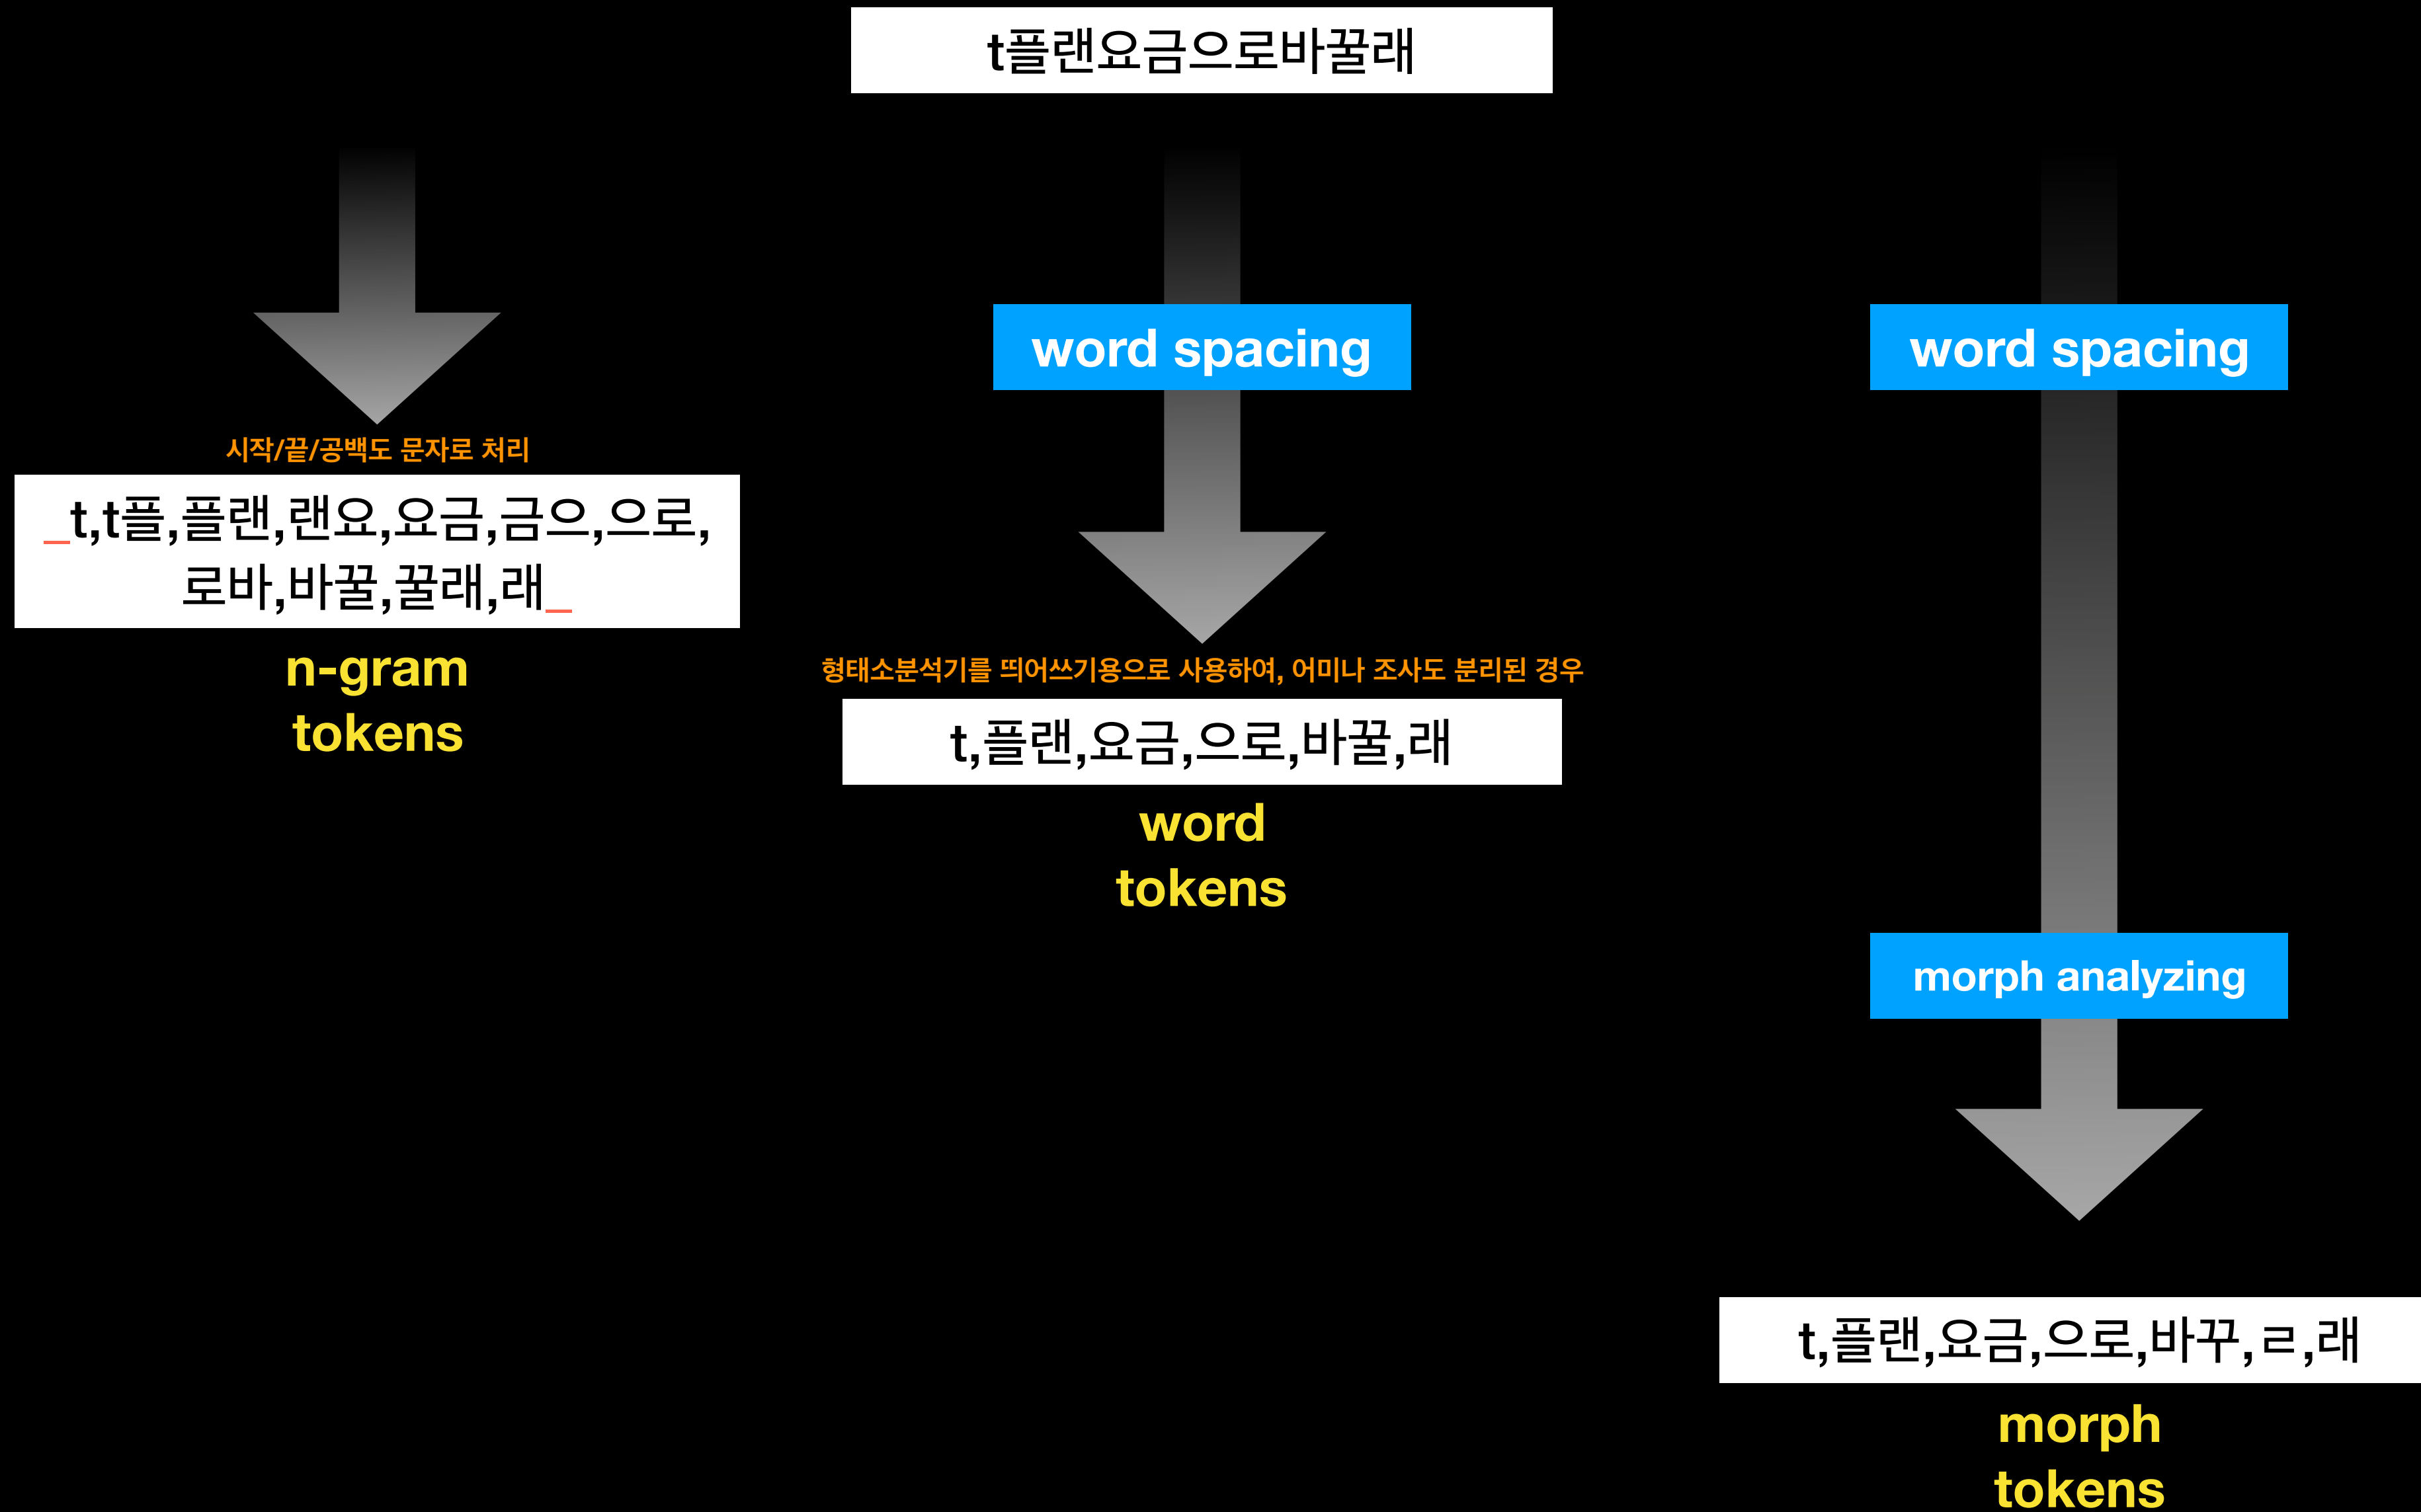 t플랜요금으로바꿀래
시작/끝/공백도 문자로 처리
_t,t플,플랜,랜요,요금,금으,으로,
로바,바꿀,꿀래,래_
n-gram
tokens
word spacing
형태소분석기를 띄어쓰기용으로 사용하여, 어미나 조사도 분리된 경우
t,플랜,요금,으로,바꿀,래
word
tokens
word spacing
morph analyzing
t,플랜,요금,으로,바꾸,ㄹ,래
morph
tokens